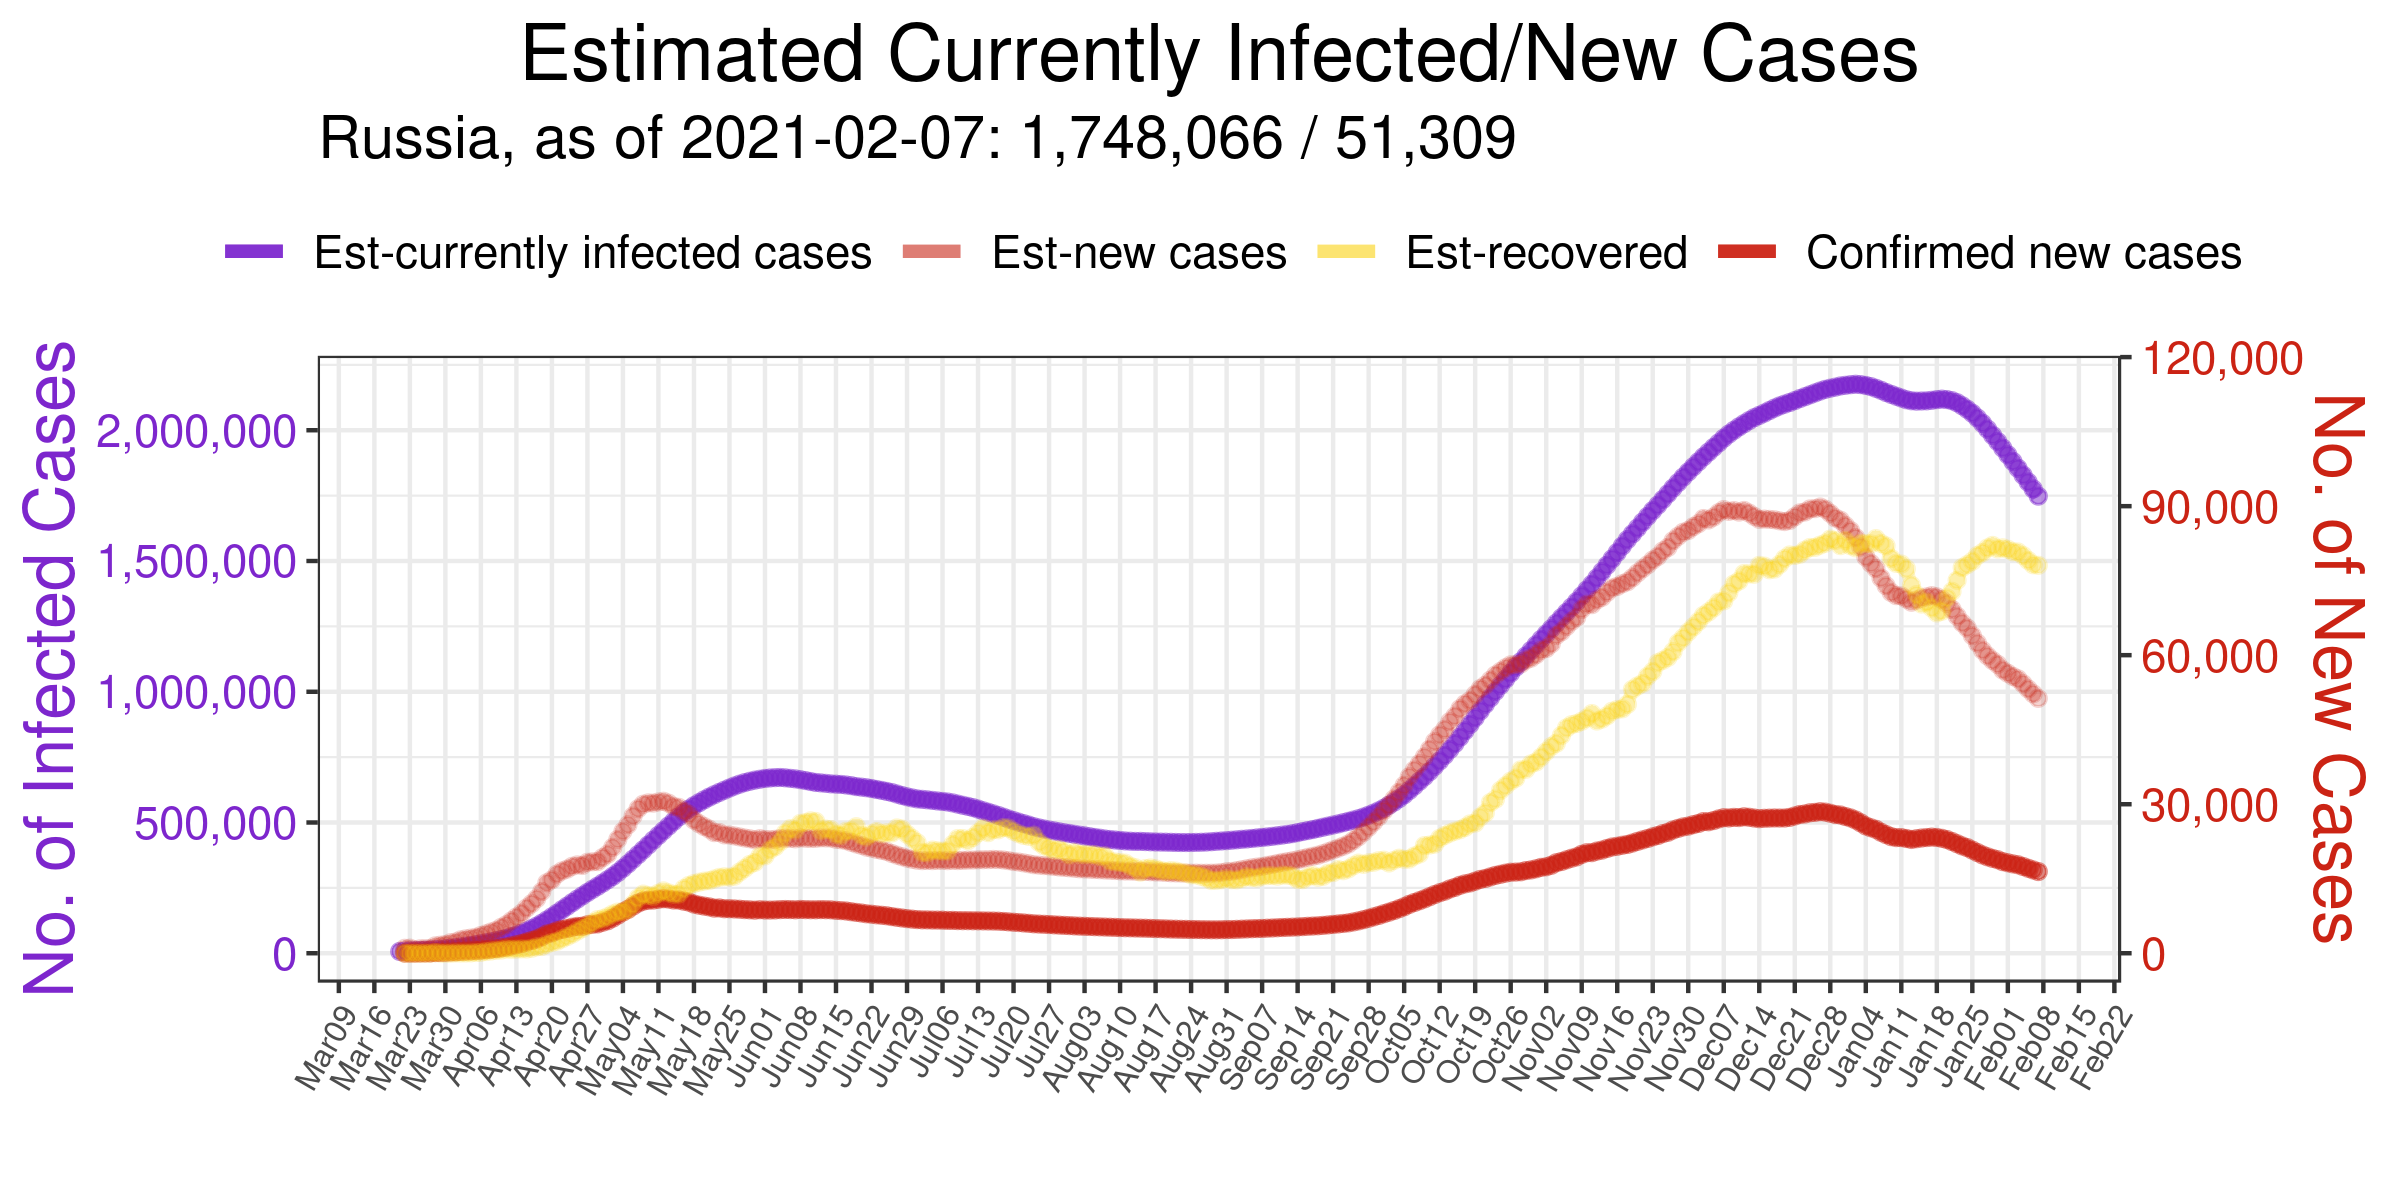 Estimated Currently Infected/New Cases
Russia, as of 2021-02-07: 1,748,066 / 51,309
Est-currently infected cases Est-new cases Est-recovered Confirmed new cases
No. of Infected Cases
2,000,000
1,500,000
1,000,000
500,000
0
120,000
90,000
60,000
30,000
0
No. of New Cases
Mar09 Mar16 Mar23 Mar30 Apr06 Apr13 Apr20 Apr27 May04 May11 May18 May25 Jun01 Jun08 Jun15 Jun22 Jun29 Jul06 Jul13 Jul20 Jul27 Aug03 Aug10 Aug17 Aug24 Aug31 Sep07 Sep14 Sep21 Sep28 Oct05 Oct12 Oct19 Oct26 Nov02 Nov09 Nov16 Nov23 Nov30 Dec07 Dec14 Dec21 Dec28 Jan04 Jan11 Jan18 Jan25 Feb01 Feb08 Feb15 Feb22